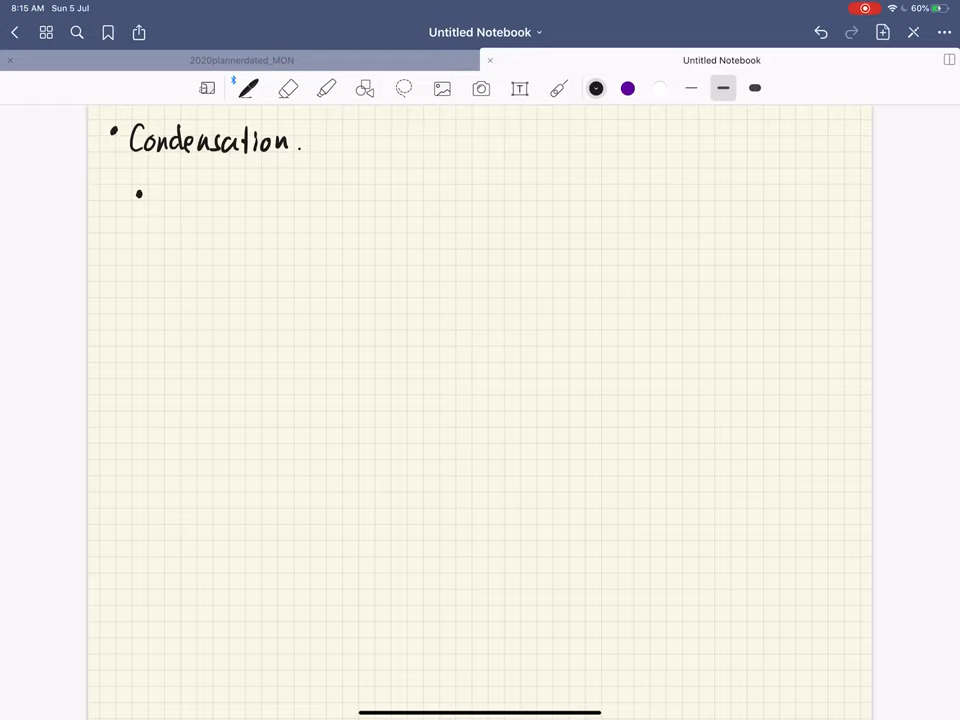 8:15 AM Sun 5 Jul
60%
Untitled Notebook
2020plannerdated_MON
Untitled Notebook
T
• Condensation.
•